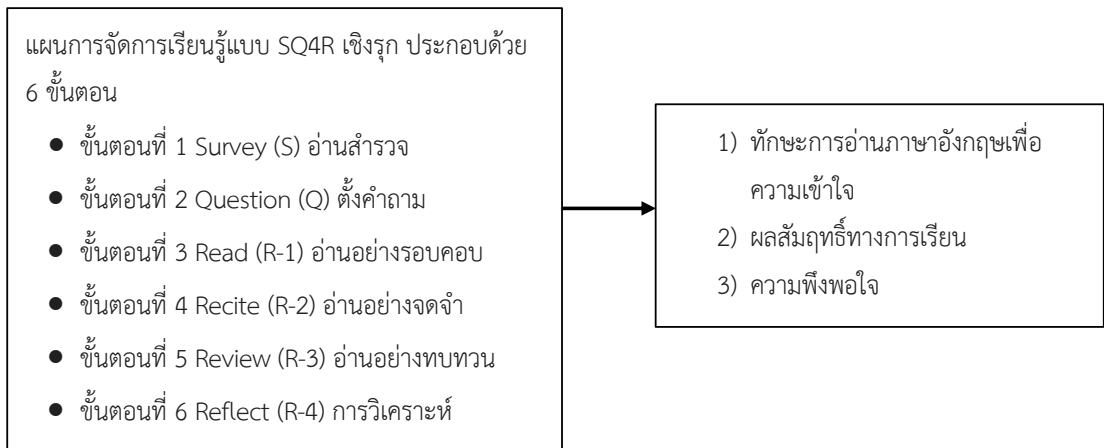 แผนการจัดการเรียนรู้แบบ SQ4R เชิงรุก ประกอบด้วย
6 ขั้นตอน
● ขั้นตอนที่ 1 Survey (S) อ่านสำรวจ
● ขั้นตอนที่ 2 Question (Q) ตั้งคำถาม
● ขั้นตอนที่ 3 Read (R-1) อ่านอย่างรอบคอบ
● ขั้นตอนที่ 4 Recite (R-2) อ่านอย่างจดจำ
● ขั้นตอนที่ 5 Review (R-3) อ่านอย่างทบทวน
● ขั้นตอนที่ 6 Reflect (R-4) การวิเคราะห์
1) ทักษะการอ่านภาษาอังกฤษเพื่อ
ความเข้าใจ
2) ผลสัมฤทธิ์ทางการเรียน
3) ความพึงพอใจ